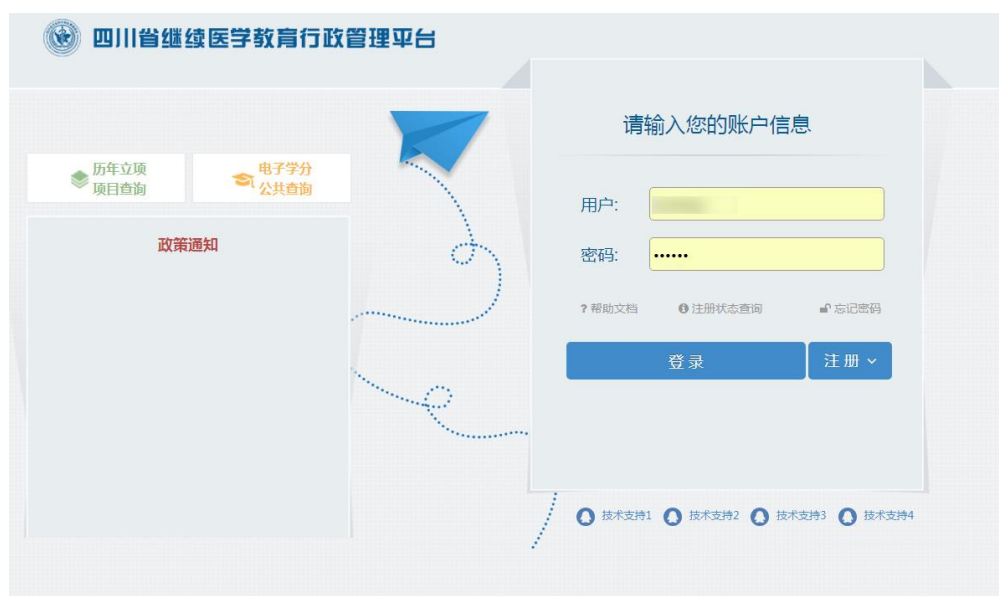 四川省继续医学教育行政管理平台
请输入您的账户信息
历年立项
项目查询
电子学分
公共查询
政策通知
用户:
密码: ••••••
? 帮助文档 注册状态查询 忘记密码
登录 注册
技术支持1 技术支持2 技术支持3 技术支持4